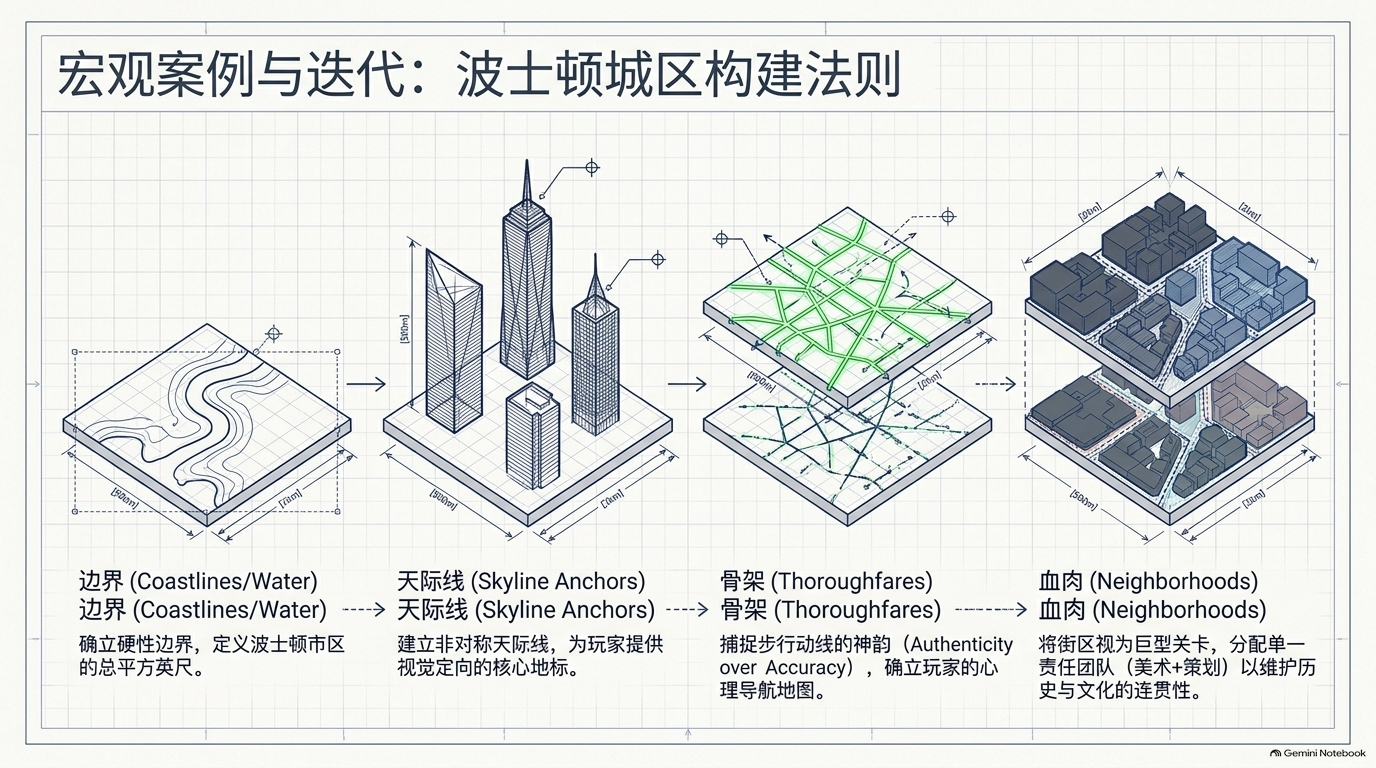 宏观案例与迭代：波士顿城区构建法则
边界 (Coastlines/Water)
边界 (Coastlines/Water)
确立硬性边界，定义波士顿市区
的总平方英尺。
天际线 (Skyline Anchors)
天际线 (Skyline Anchors)
建立非对称天际线，为玩家提供
视觉定向的核心地标。
骨架 (Thoroughfares)
骨架 (Thoroughfares)
捕捉步行动线的神韵（Authenticity
over Accuracy），确立玩家的心
理导航地图。
血肉 (Neighborhoods)
血肉 (Neighborhoods)
将街区视为巨型关卡，分配单一
责任团队（美术+策划）以维护历
史与文化的连贯性。
Gemini Notebook